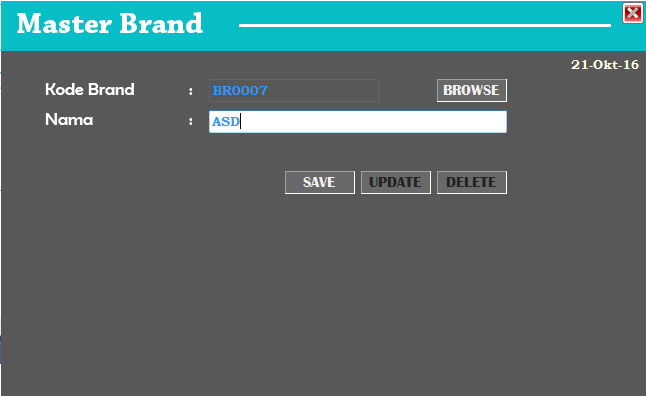 Master Brand
21-Okt-16
Kode Brand : BR0007 BROWSE
Nama : ASD
SAVE UPDATE DELETE